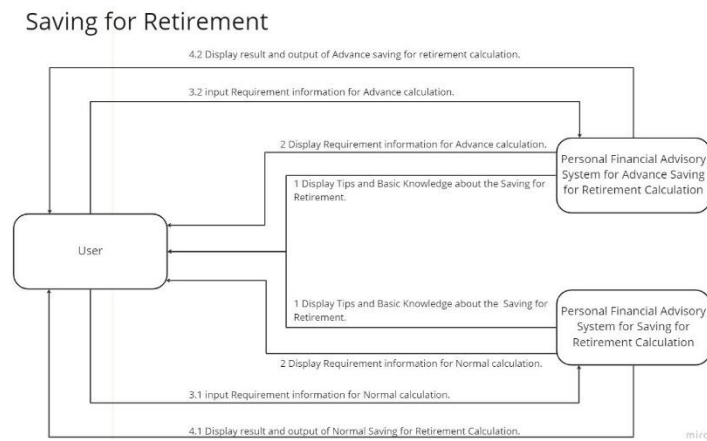 Saving for Retirement
4.2 Display result and output of Advance saving for retirement calculation.
3.2 input Requirement information for Advance calculation.
2 Display Requirement information for Advance calculation.
Personal Financial Advisory
System for Advance Saving
for Retirement Calculation
1 Display Tips and Basic Knowledge about the Saving for
Retirement.
User
1 Display Tips and Basic Knowledge about the Saving for
Retirement.
Personal Financial Advisory
System for Saving for
Retirement Calculation
2 Display Requirement information for Normal calculation.
3.1 input Requirement information for Normal calculation.
4.1 Display result and output of Normal Saving for Retirement Calculation.
miro